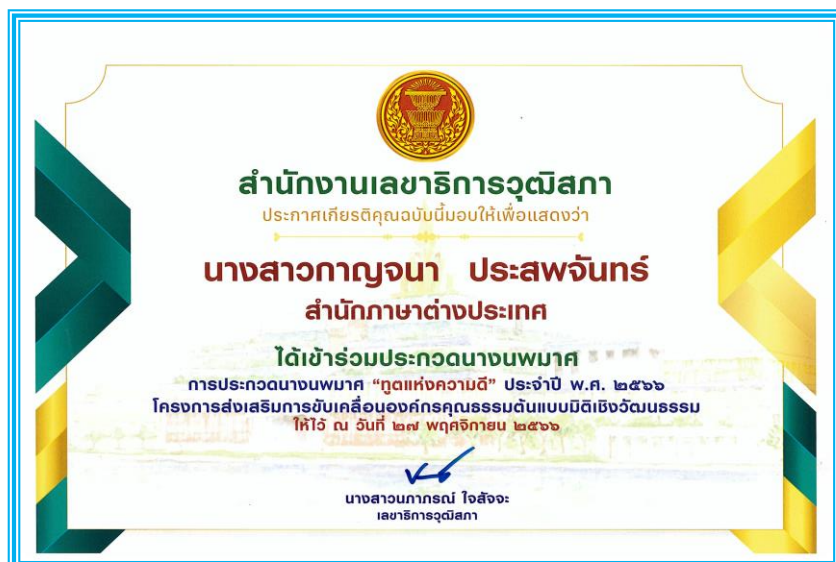 สำนักงานเลขาธิการวุฒิสภา
ประกาศเกียรติคุณฉบับนี้มอบให้เพื่อแสดงว่า
นางสาวกาญจนา ประสพจันทร์
สำนักภาษาต่างประเทศ
ได้เข้าร่วมประกวดนางนพมาศ
การประกวดนางนพมาศ “ทูตแห่งความดี” ประจำปี พ.ศ. ๒๕๖๖
โครงการส่งเสริมการขับเคลื่อนองค์กรคุณธรรมต้นแบบมิติเชิงวัฒนธรรม
ให้ไว้ ณ วันที่ ๒๗ พฤศจิกายน ๒๕๖๖
นางสาวนภาภรณ์ ใจสัจจะ
เลขาธิการวุฒิสภา